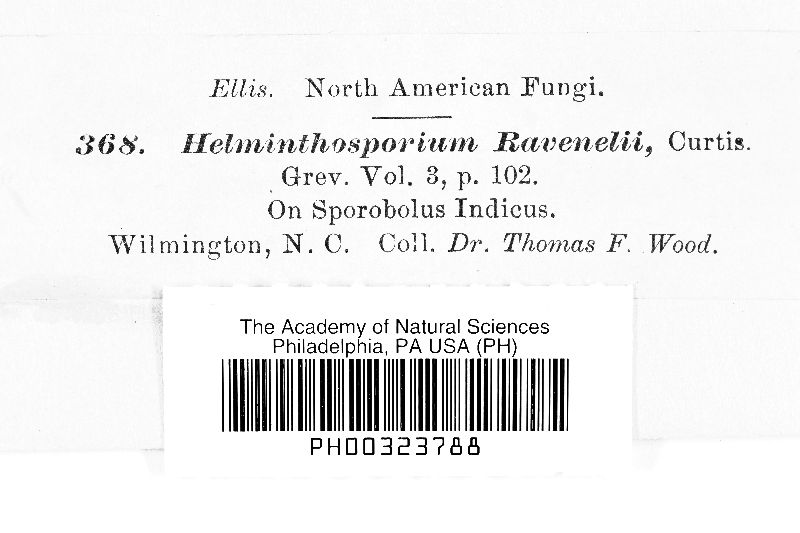 Ellis. North American Fungi.
368. Helminthosporium Ravenelii, Curtis.
Grev. Vol. 3, p. 102.
On Sporobolus Indicus.
Wilmington, N. C. Coll. Dr. Thomas F. Wood.
The Academy of Natural Sciences
Philadelphia, PA USA (PH)
PH00323788